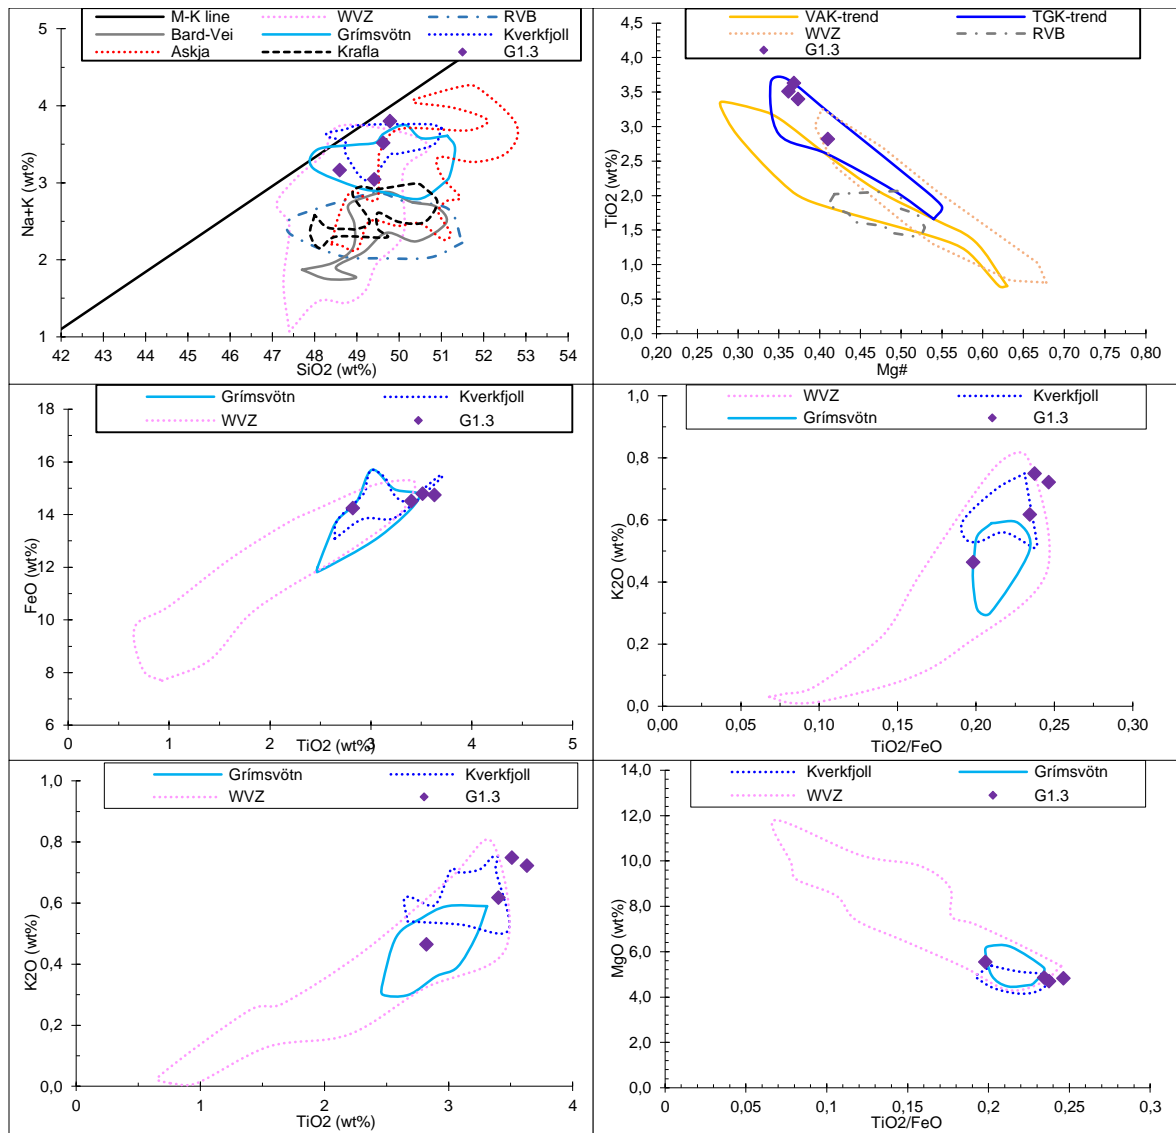 M-K line WVZ RVB
Bard-Vei Grímsvötn Kverkfjoll
Askja Krafla G1.3
5
4
3
2
1
Na+K (wt%)
42 43 44 45 46 47 48 49 50 51 52 53 54
SiO2 (wt%)
VAK-trend TGK-trend
WVZ RVB
G1.3
4,5
4,0
3,5
3,0
2,5
2,0
1,5
1,0
0,5
0,0
TiO2 (wt%)
0,20 0,25 0,30 0,35 0,40 0,45 0,50 0,55 0,60 0,65 0,70 0,75 0,80
Mg#
Grímsvötn Kverkfjoll
WVZ G1.3
18
16
14
12
10
8
6
FeO (wt%)
0 1 2 3 4 5
TiO2 (wt%)
WVZ Kverkfjoll
Grímsvötn G1.3
1,0
0,8
0,6
0,4
0,2
0,0
K2O (wt%)
0,00 0,05 0,10 0,15 0,20 0,25 0,30
TiO2/FeO
Grímsvötn Kverkfjoll
WVZ G1.3
1,0
0,8
0,6
0,4
0,2
0,0
K2O (wt%)
0 1 2 3 4
TiO2 (wt%)
Kverkfjoll Grímsvötn
WVZ G1.3
14,0
12,0
10,0
8,0
6,0
4,0
2,0
0,0
MgO (wt%)
0 0,05 0,1 0,15 0,2 0,25 0,3
TiO2/FeO